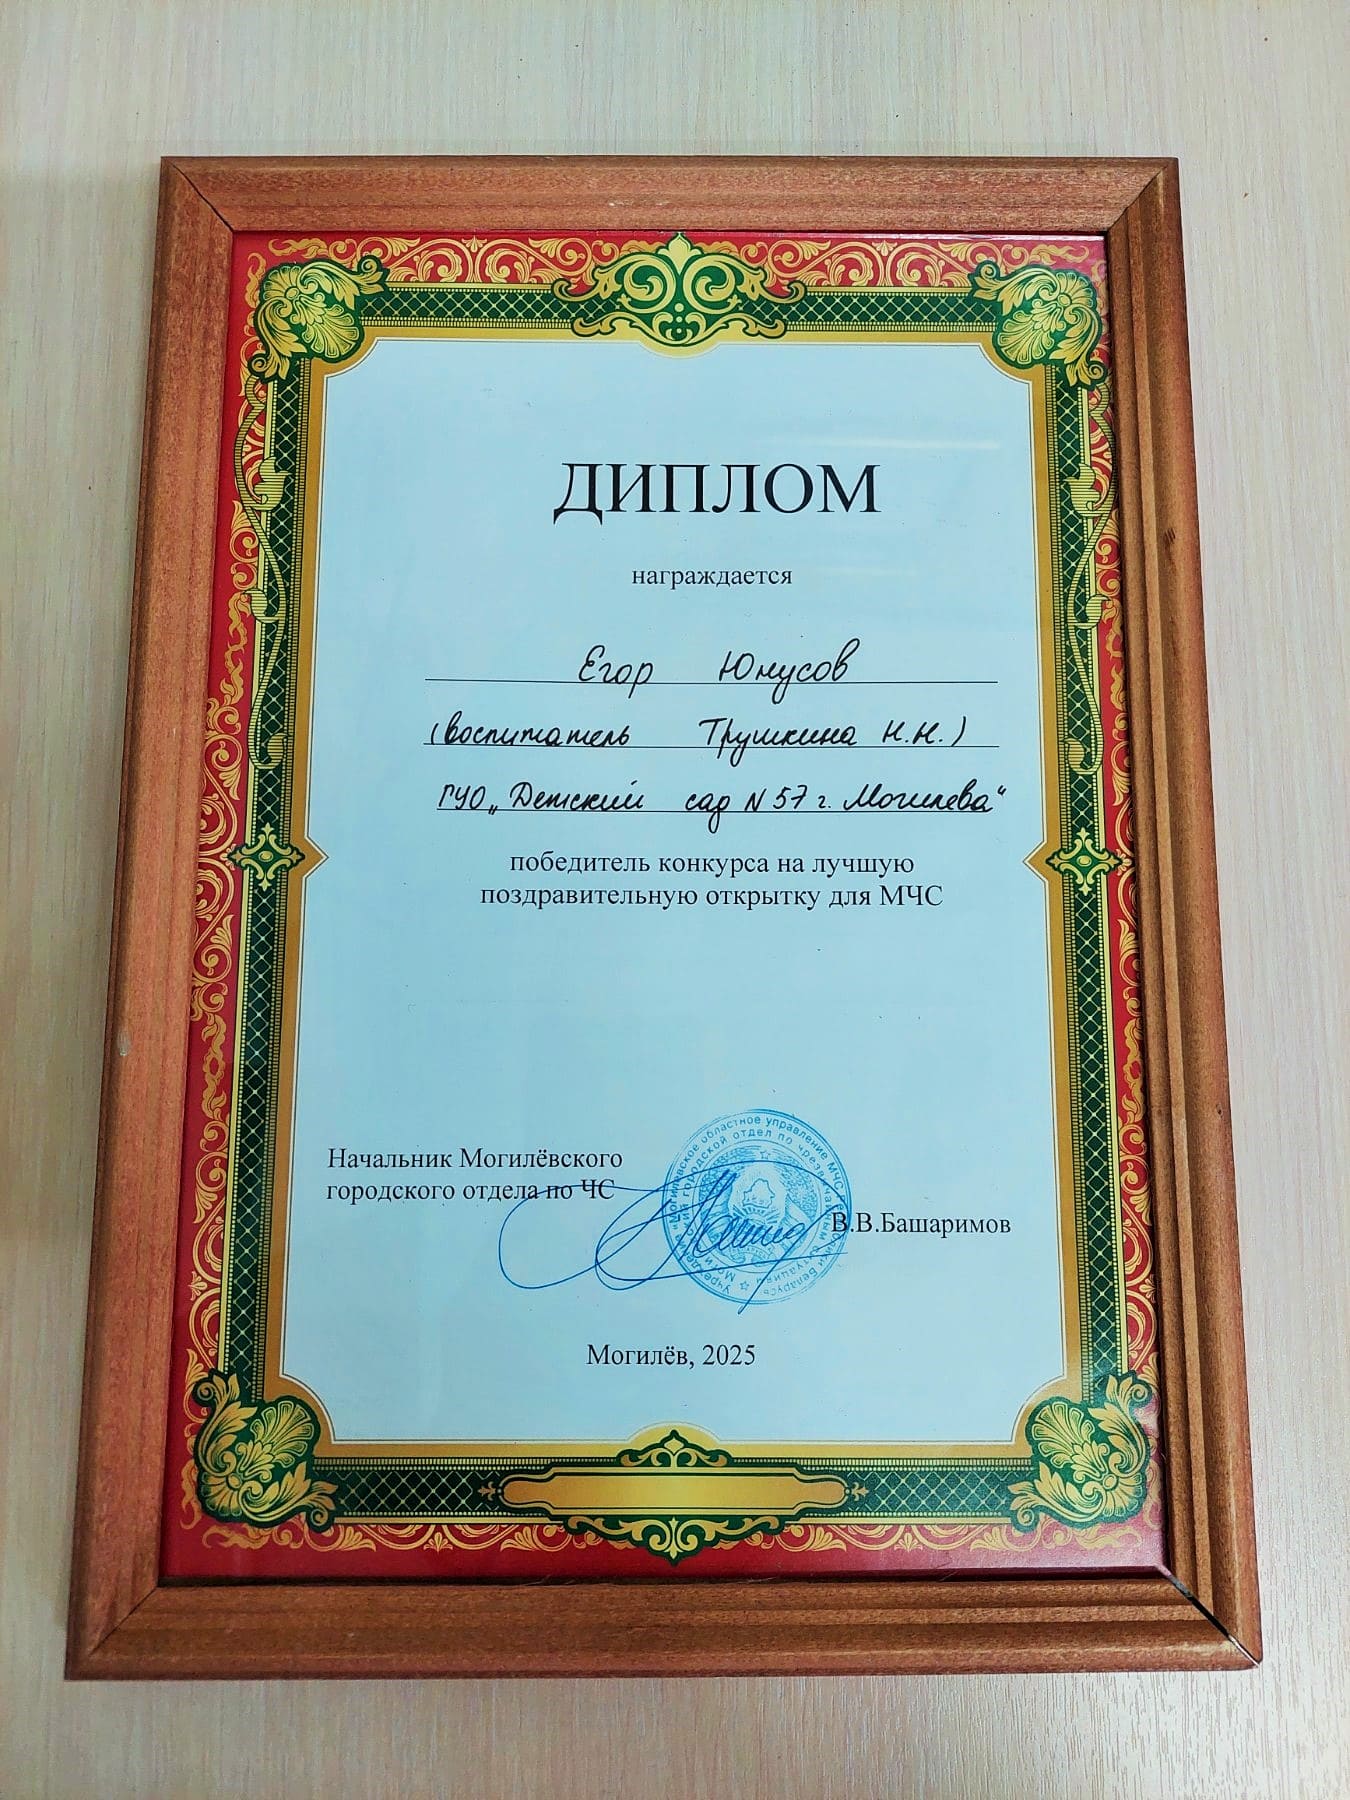 ДИПЛОМ
награждается
Егор Юнусов
(воспитатель Трушкина Н.Н.)
ГУО „Детский сад N 57 г. Могилева“
победитель конкурса на лучшую
поздравительную открытку для МЧС
Начальник Могилёвского
городского отдела по ЧС
В.В.Башаримов
Могилёв, 2025